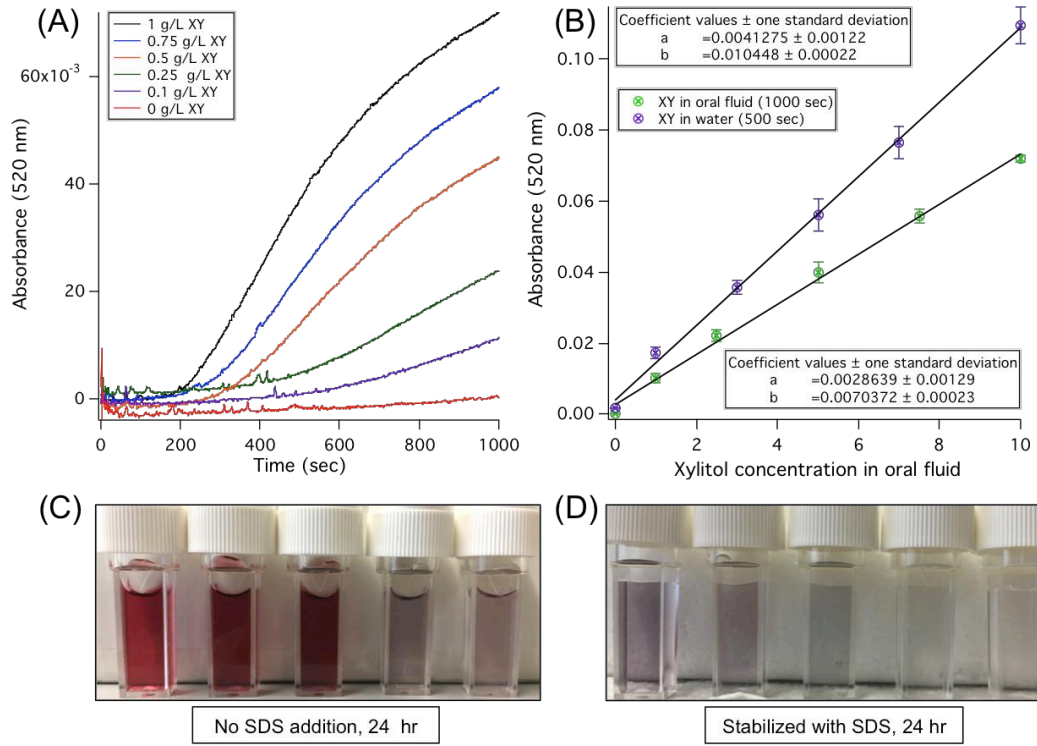 (A)
1 g/L XY
0.75 g/L XY
0.5 g/L XY
0.25 g/L XY
0.1 g/L XY
0 g/L XY
60x10⁻³
40
20
0
Absorbance (520 nm)
0 200 400 600 800 1000
Time (sec)
(B)
Coefficient values ± one standard deviation
a =0.0041275 ± 0.00122
b =0.010448 ± 0.00022
XY in oral fluid (1000 sec)
XY in water (500 sec)
0.10
0.08
0.06
0.04
0.02
0.00
Absorbance (520 nm)
Coefficient values ± one standard deviation
a =0.0028639 ± 0.00129
b =0.0070372 ± 0.00023
0 2 4 6 8 10
Xylitol concentration in oral fluid
(C)
No SDS addition, 24 hr
(D)
Stabilized with SDS, 24 hr